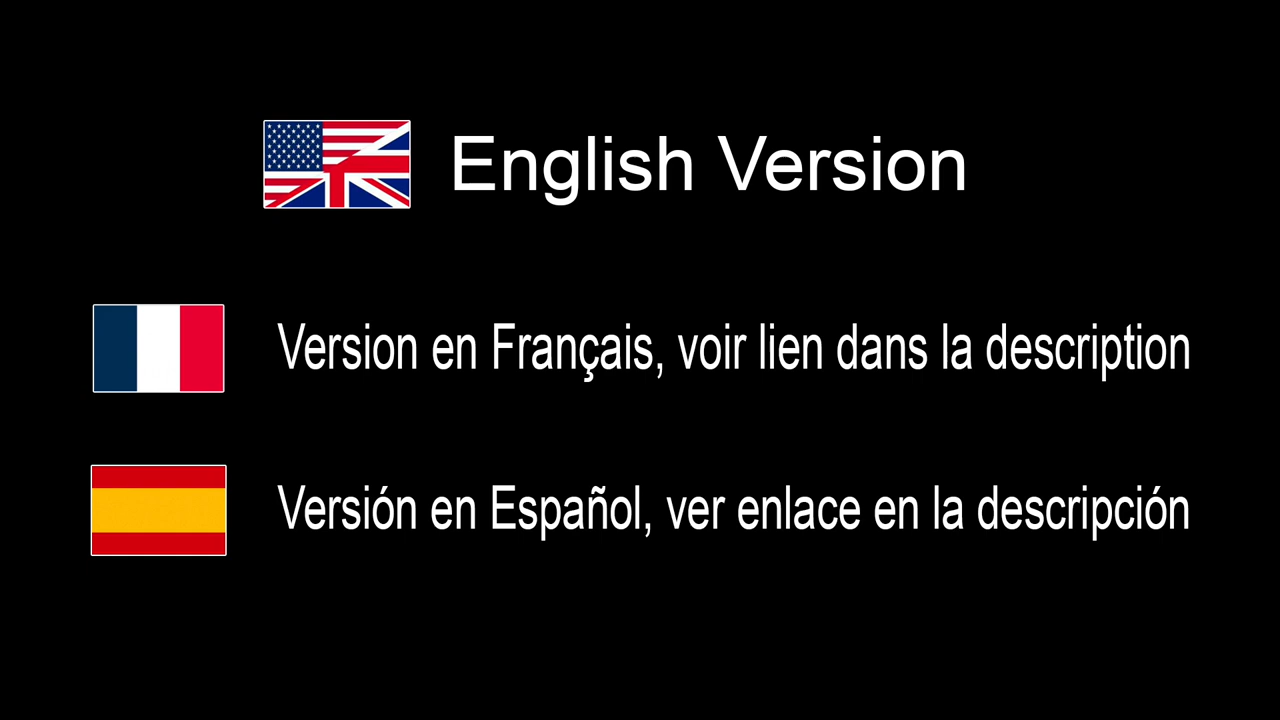 English Version
Version en Français, voir lien dans la description
Versión en Español, ver enlace en la descripción